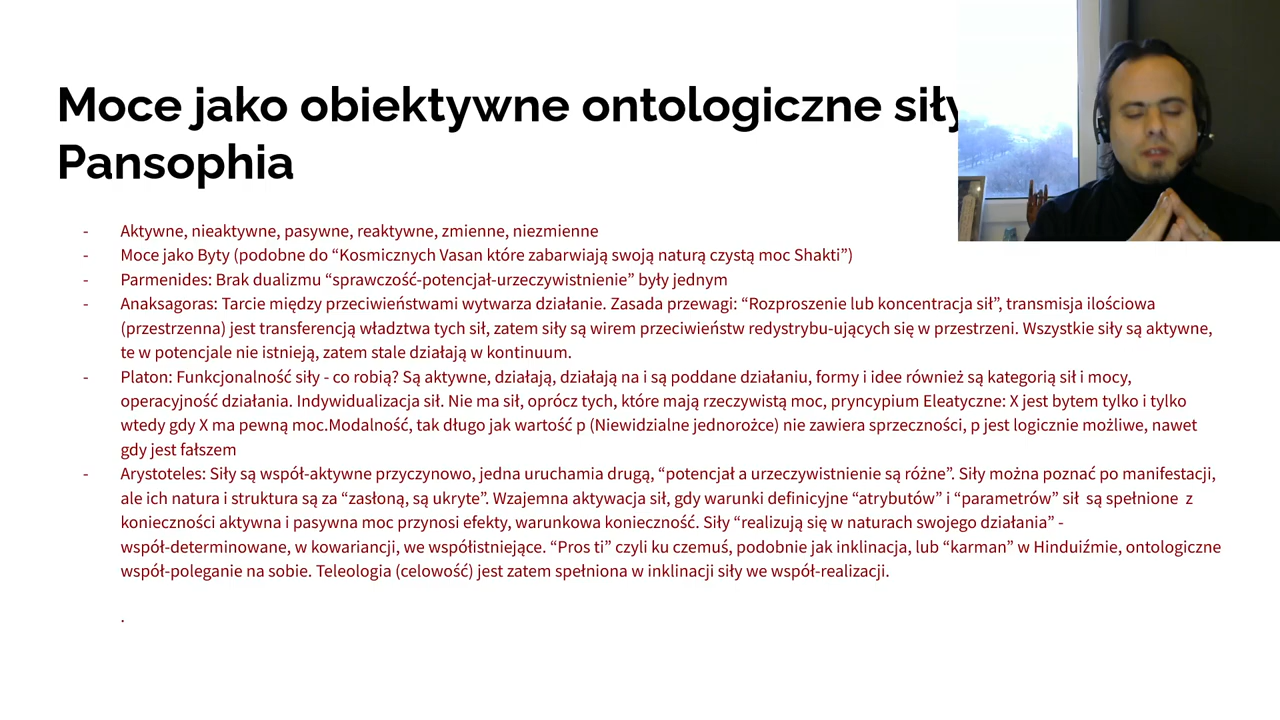 Moce jako obiektywne ontologiczne siły
Pansophia
- Aktywne, nieaktywne, pasywne, reaktywne, zmienne, niezmienne
- Moce jako Byty (podobne do “Kosmicznych Vasan które zabarwiają swoją naturą czystą moc Shakti”)
- Parmenides: Brak dualizmu “sprawczość-potencjał-urzeczywistnienie” były jednym
- Anaksagoras: Tarcie między przeciwieństwami wytwarza działanie. Zasada przewagi: “Rozproszenie lub koncentracja sił”, transmisja ilościowa
(przestrzenna) jest transferencją władztwa tych sił, zatem siły są wirem przeciwieństw redystrybu-ujących się w przestrzeni. Wszystkie siły są aktywne,
te w potencjale nie istnieją, zatem stale działają w kontinuum.
- Platon: Funkcjonalność siły - co robią? Są aktywne, działają, działają na i są poddane działaniu, formy i idee również są kategorią sił i mocy,
operacyjność działania. Indywidualizacja sił. Nie ma sił, oprócz tych, które mają rzeczywistą moc, pryncypium Eleatyczne: X jest bytem tylko i tylko
wtedy gdy X ma pewną moc.Modalność, tak długo jak wartość p (Niewidzialne jednorożce) nie zawiera sprzeczności, p jest logicznie możliwe, nawet
gdy jest fałszem
- Arystoteles: Siły są współ-aktywne przyczynowo, jedna uruchamia drugą, “potencjał a urzeczywistnienie są różne”. Siły można poznać po manifestacji,
ale ich natura i struktura są za “zasłoną, są ukryte”. Wzajemna aktywacja sił, gdy warunki definicyjne “atrybutów” i “parametrów” sił są spełnione z
konieczności aktywna i pasywna moc przynosi efekty, warunkowa konieczność. Siły “realizują się w naturach swojego działania” -
współ-determinowane, w kowariancji, we współistniejące. “Pros ti” czyli ku czemuś, podobnie jak inklinacja, lub “karman” w Hinduiźmie, ontologiczne
współ-poleganie na sobie. Teleologia (celowość) jest zatem spełniona w inklinacji siły we współ-realizacji.
.